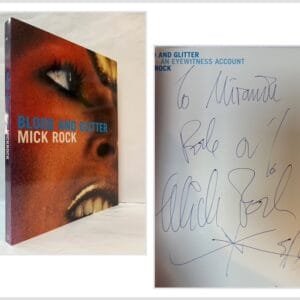 BLOOD AND GLITTER
MICK ROCK
AND GLITTER
AN EYEWITNESS ACCOUNT
ROCK
To Miranda
Rock on!
Mick Rock